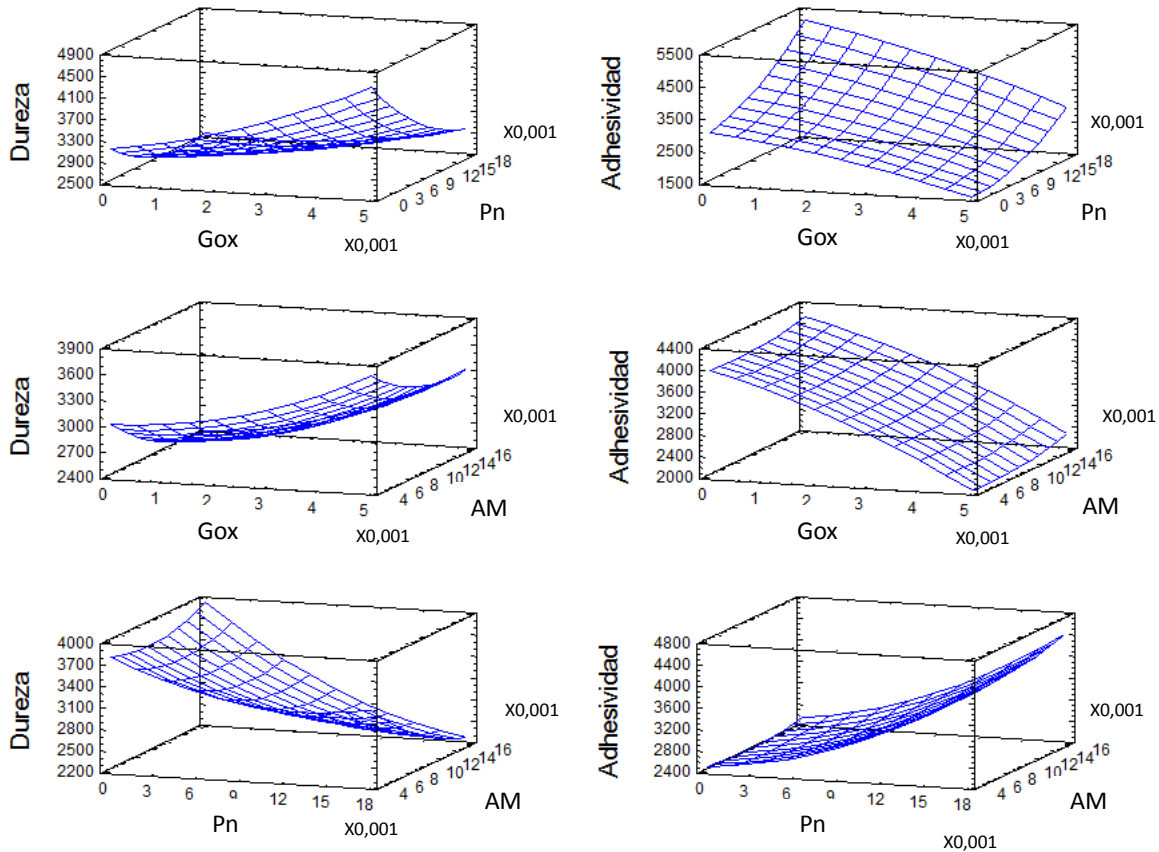 Dureza
4900
4500
4100
3700
3300
2900
2500
0 1 2 3 4 5
Gox
X0,001
0 3 6 9 12 15 18
Pn
X0,001
Adhesividad
5500
4500
3500
2500
1500
0 1 2 3 4 5
Gox
X0,001
0 3 6 9 12 15 18
Pn
X0,001
Dureza
3900
3600
3300
3000
2700
2400
0 1 2 3 4 5
Gox
X0,001
4 6 8 10 12 14 16
AM
X0,001
Adhesividad
4400
4000
3600
3200
2800
2400
2000
0 1 2 3 4 5
Gox
X0,001
4 6 8 10 12 14 16
AM
X0,001
Dureza
4000
3700
3400
3100
2800
2500
2200
0 3 6 9 12 15 18
Pn
X0,001
4 6 8 10 12 14 16
AM
X0,001
Adhesividad
4800
4400
4000
3600
3200
2800
2400
0 3 6 9 12 15 18
Pn
X0,001
4 6 8 10 12 14 16
AM
X0,001